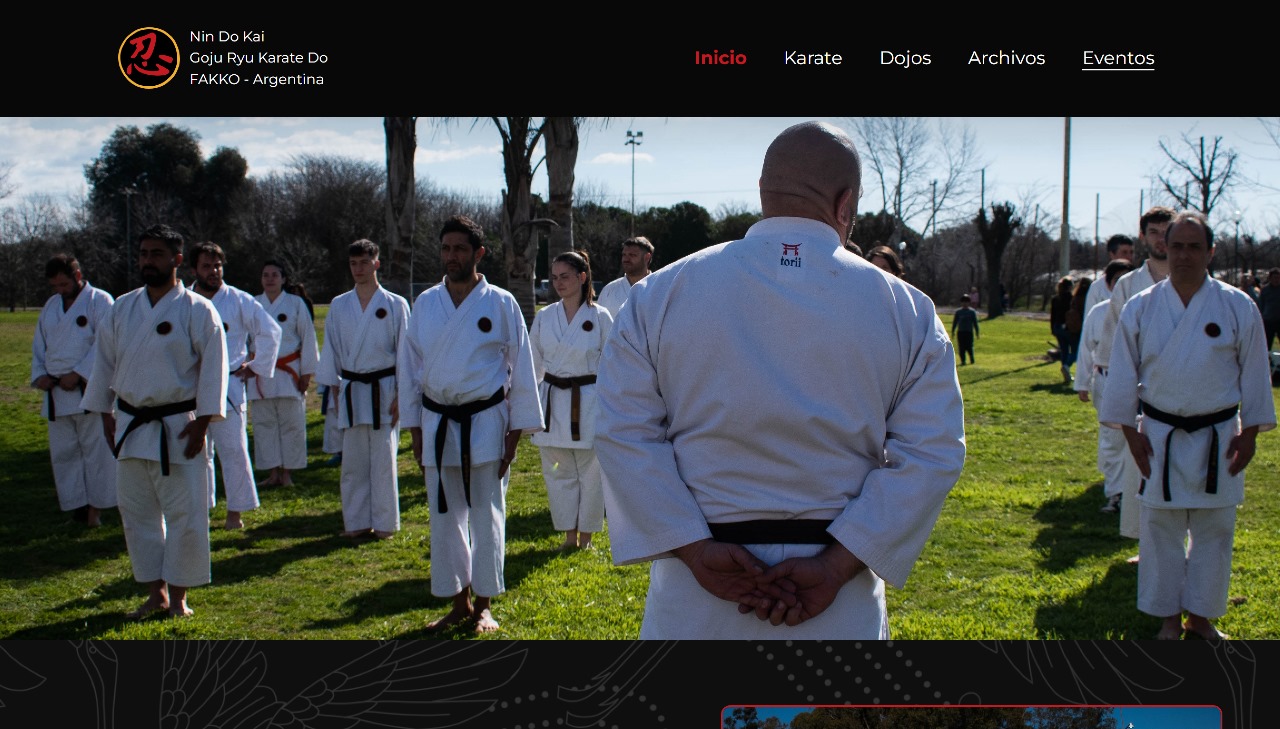 忍
Nin Do Kai
Goju Ryu Karate Do
FAKKO - Argentina
Inicio
Karate
Dojos
Archivos
Eventos
torii